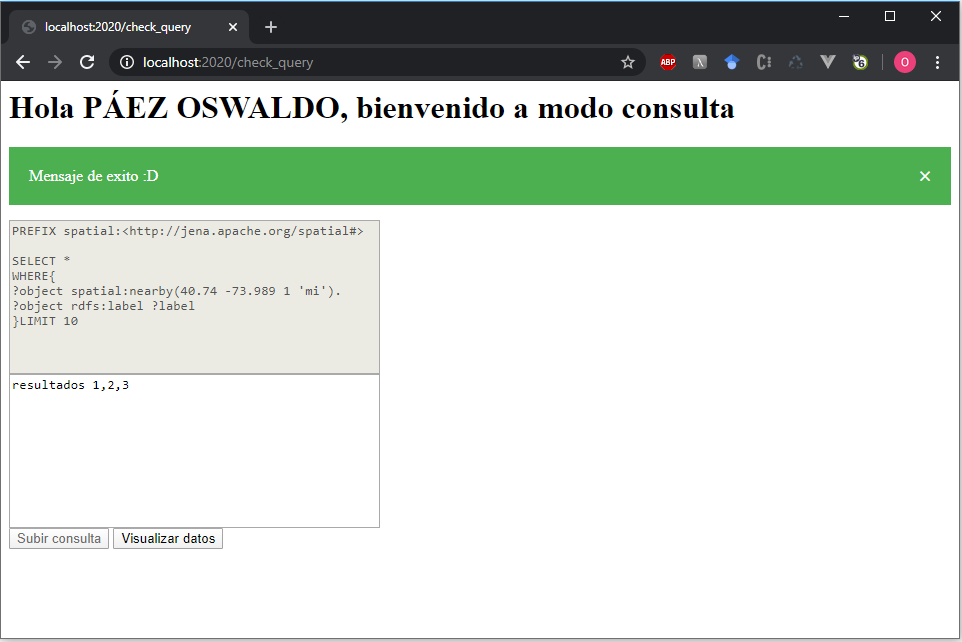 localhost:2020/check_query
localhost:2020/check_query
ABP
O
Hola PÁEZ OSWALDO, bienvenido a modo consulta
Mensaje de exito :D
PREFIX spatial:<http://jena.apache.org/spatial#>
SELECT *
WHERE{
?object spatial:nearby(40.74 -73.989 1 'mi').
?object rdfs:label ?label
}LIMIT 10
resultados 1,2,3
Subir consulta Visualizar datos